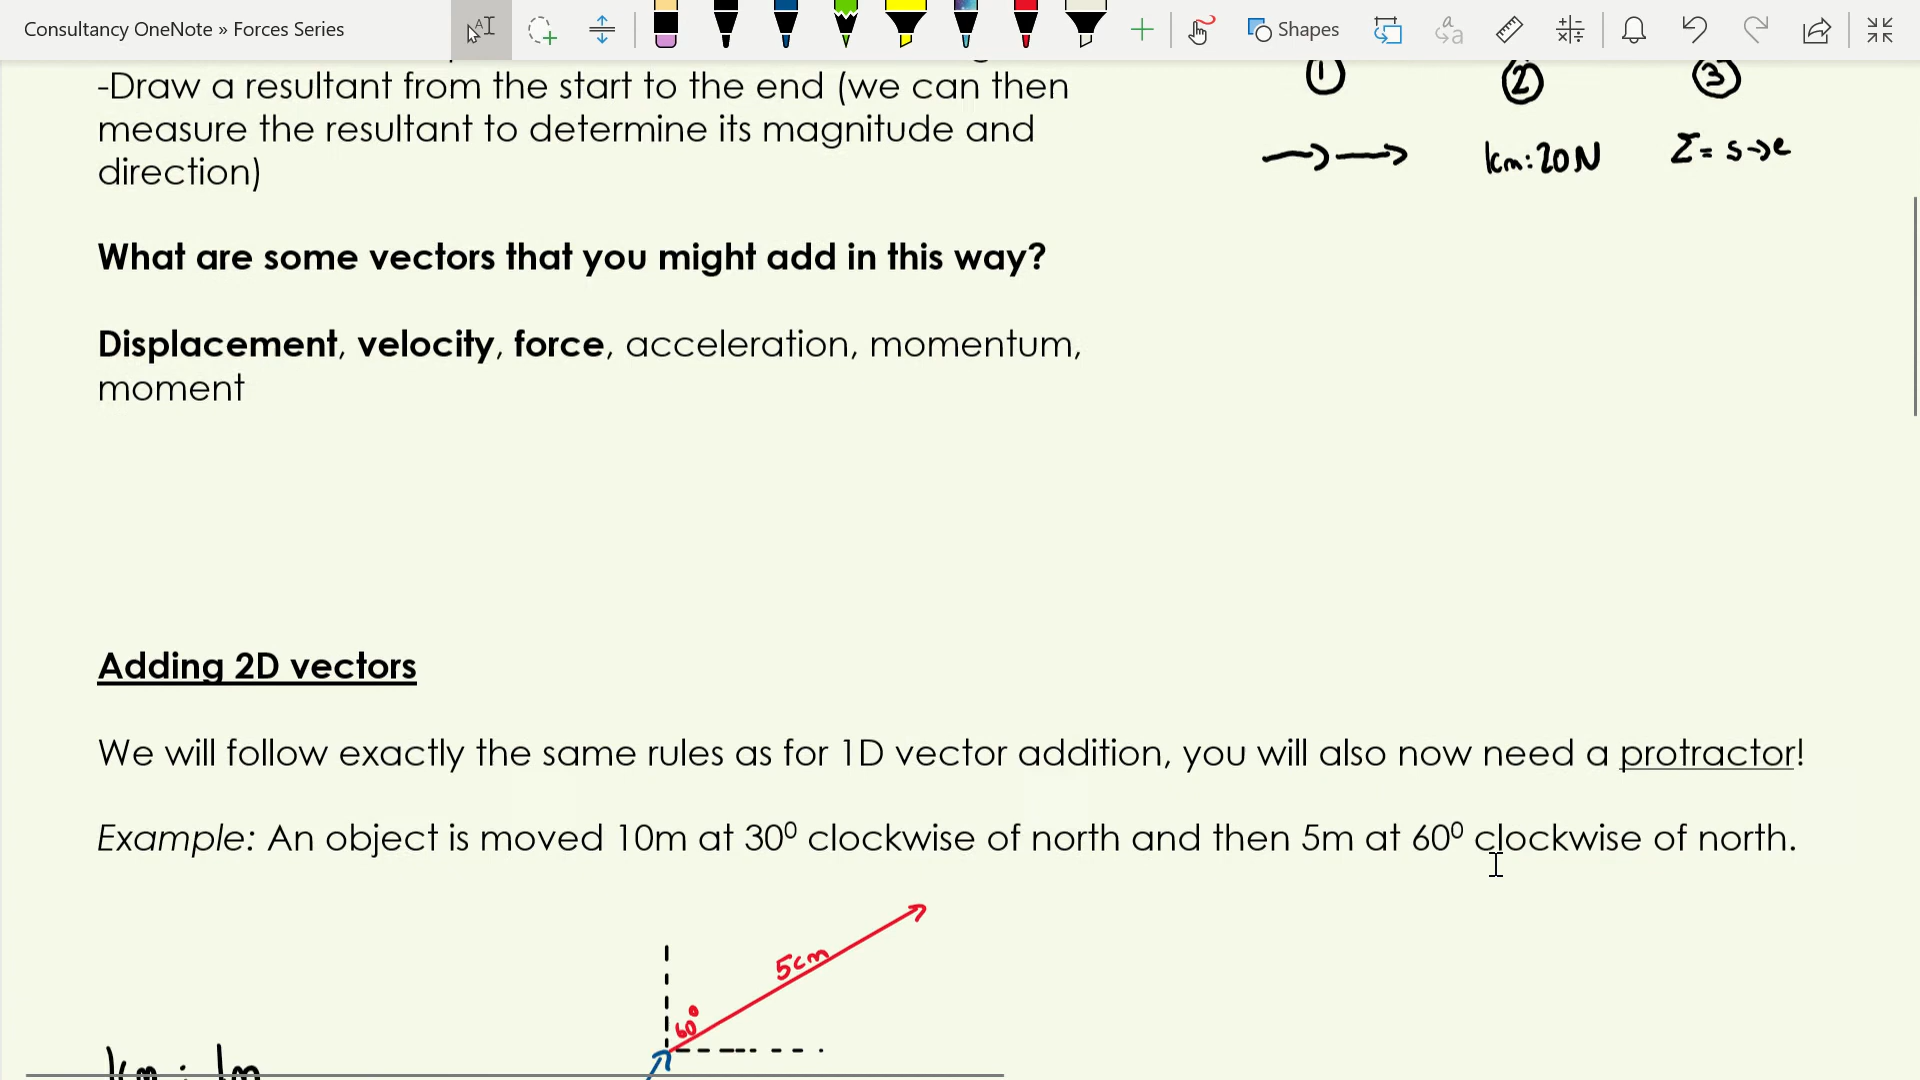 Consultancy OneNote » Forces Series
Shapes
-Draw a resultant from the start to the end (we can then
measure the resultant to determine its magnitude and
direction)
1 2 3
1cm:20N
Σ= s→e
What are some vectors that you might add in this way?
Displacement, velocity, force, acceleration, momentum,
moment
Adding 2D vectors
We will follow exactly the same rules as for 1D vector addition, you will also now need a protractor!
Example: An object is moved 10m at 30⁰ clockwise of north and then 5m at 60⁰ clockwise of north.
5cm
60°
1cm : 1m